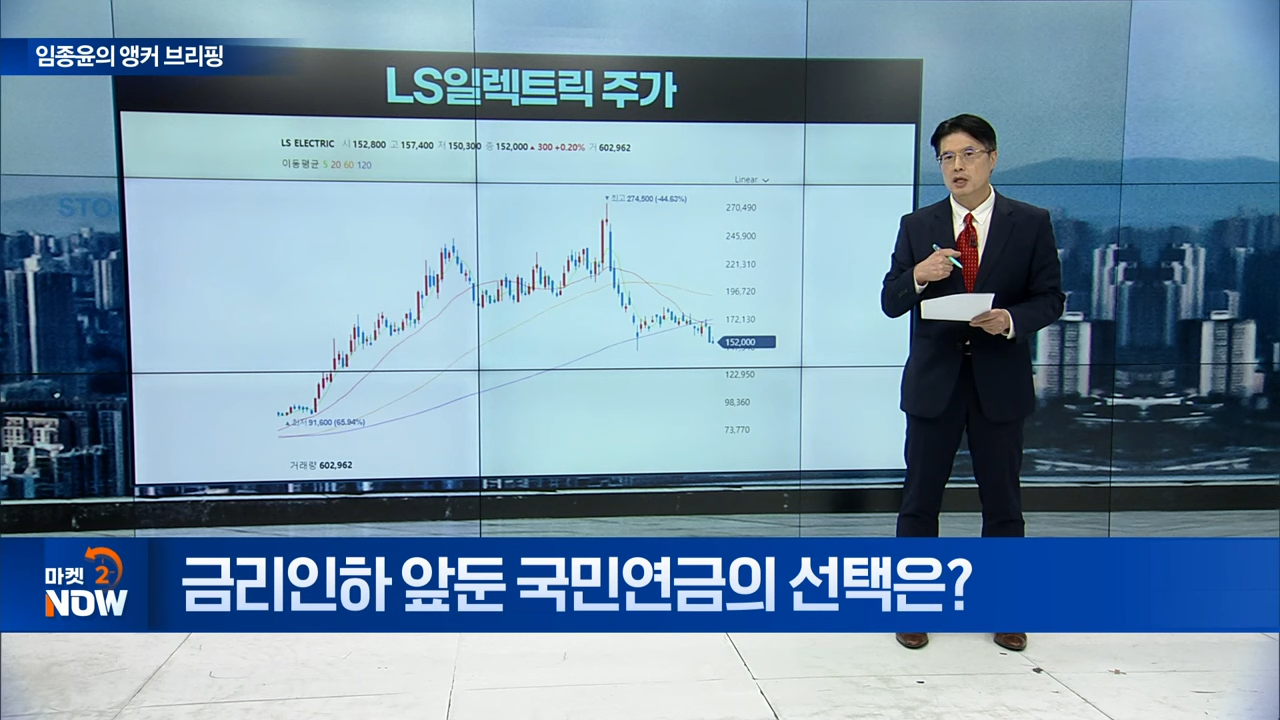 임종윤의 앵커 브리핑
LS일렉트릭 주가
LS ELECTRIC 시 152,800 고 157,400 저 150,300 종 152,000 ▲ 300 +0.20% 거 602,962
이동평균 5 20 60 120
Linear
▼최고 274,500 (-44.63%)
270,490
245,900
221,310
196,720
172,130
152,000
122,950
98,360
73,770
▲ 최저 91,600 (65.94%)
거래량 602,962
마켓 2
NOW
금리인하 앞둔 국민연금의 선택은?